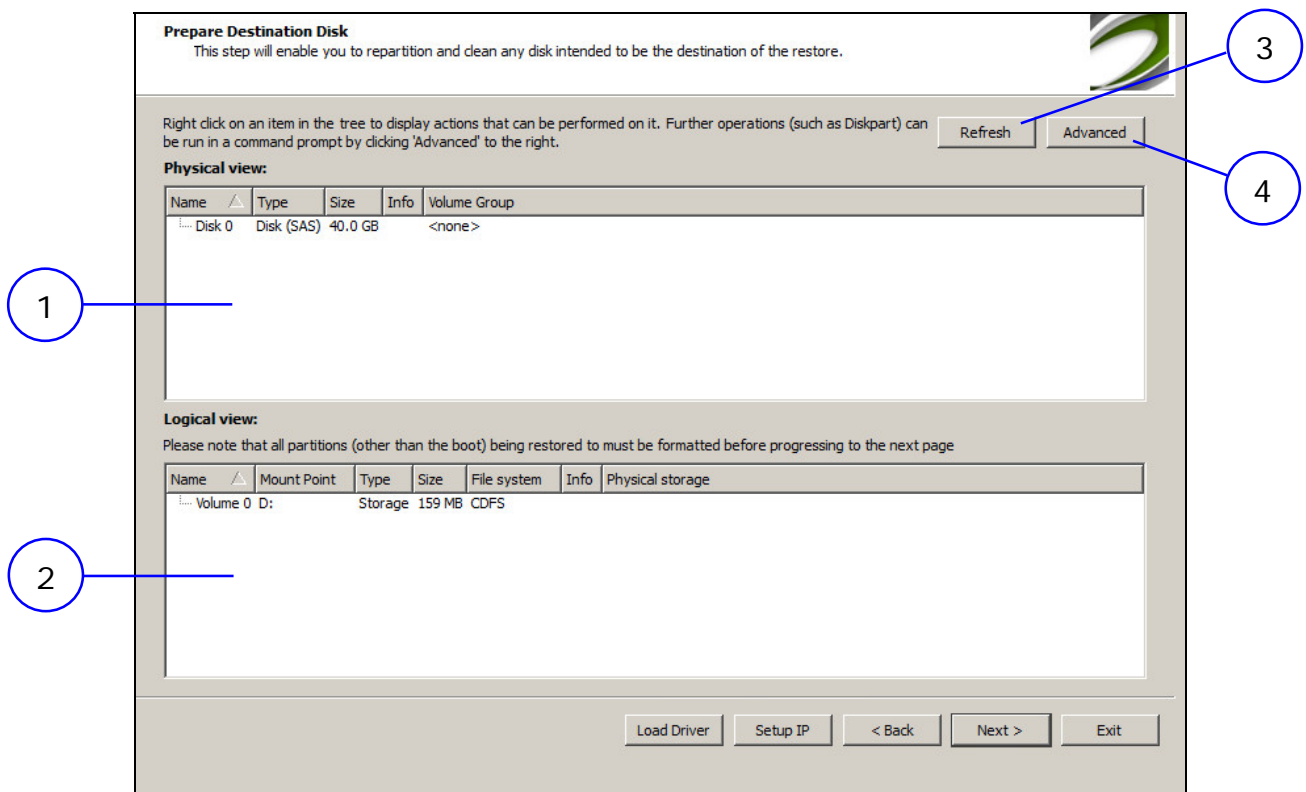 Prepare Destination Disk
This step will enable you to repartition and clean any disk intended to be the destination of the restore.
3
Right click on an item in the tree to display actions that can be performed on it. Further operations (such as Diskpart) can
be run in a command prompt by clicking 'Advanced' to the right.
Refresh
Advanced
4
Physical view:
Name Type Size Info Volume Group
Disk 0 Disk (SAS) 40.0 GB <none>
1
Logical view:
Please note that all partitions (other than the boot) being restored to must be formatted before progressing to the next page
Name Mount Point Type Size File system Info Physical storage
Volume 0 D: Storage 159 MB CDFS
2
Load Driver Setup IP < Back Next > Exit